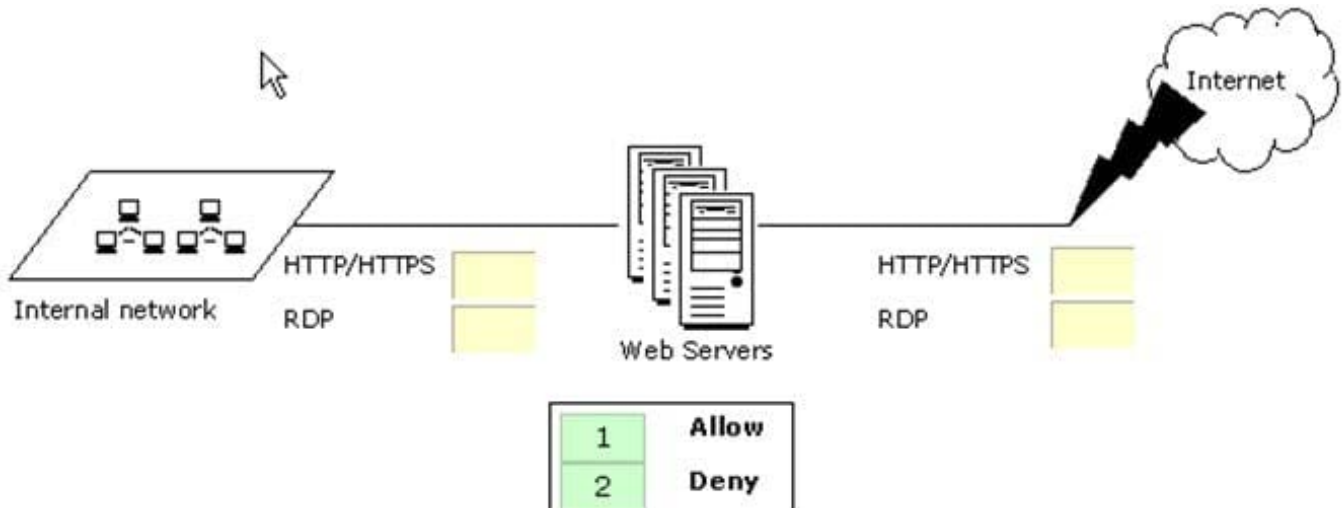 Internet
HTTP/HTTPS
HTTP/HTTPS
Internal network
RDP
RDP
Web Servers
1 Allow
2 Deny